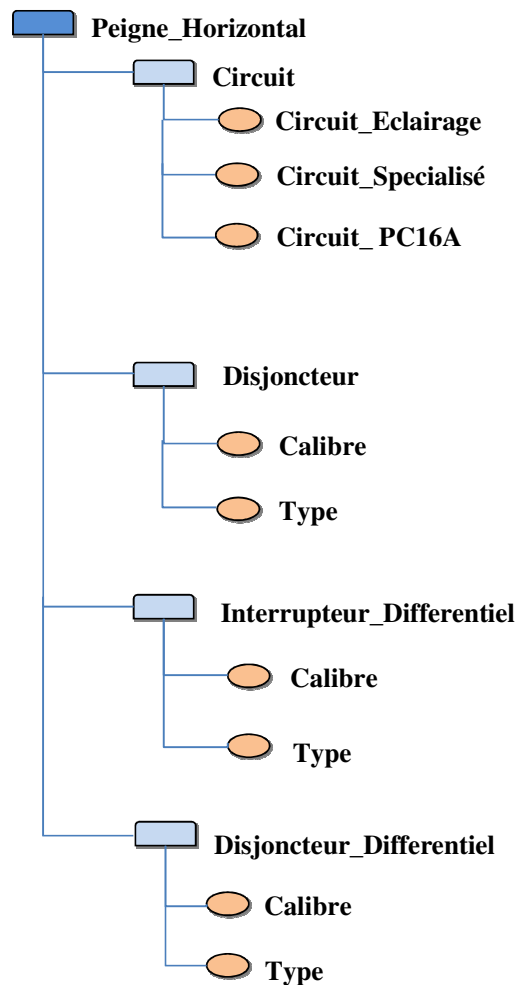 Peigne_Horizontal
Circuit
Circuit_Eclairage
Circuit_Specialisé
Circuit_ PC16A
Disjoncteur
Calibre
Type
Interrupteur_Differentiel
Calibre
Type
Disjoncteur_Differentiel
Calibre
Type